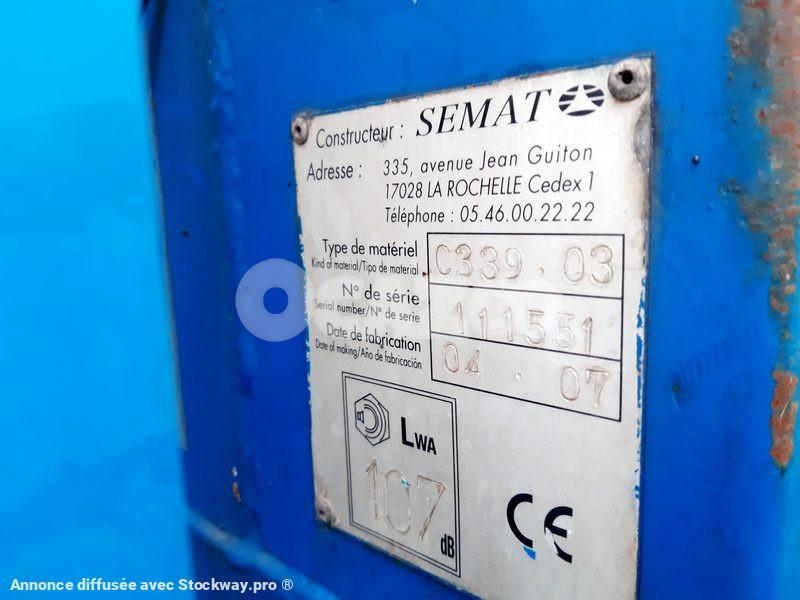 Constructeur : SEMAT
Adresse : 335, avenue Jean Guiton
17028 LA ROCHELLE Cedex 1
Téléphone : 05.46.00.22.22
Type de matériel C339.03
Kind of material/Tipo de material
N° de série 111551
Serial number/N° de serie
Date de fabrication 04.07
Date of making/Año de fabricación
LWA
107
dB
CE
Annonce diffusée avec Stockway.pro ®